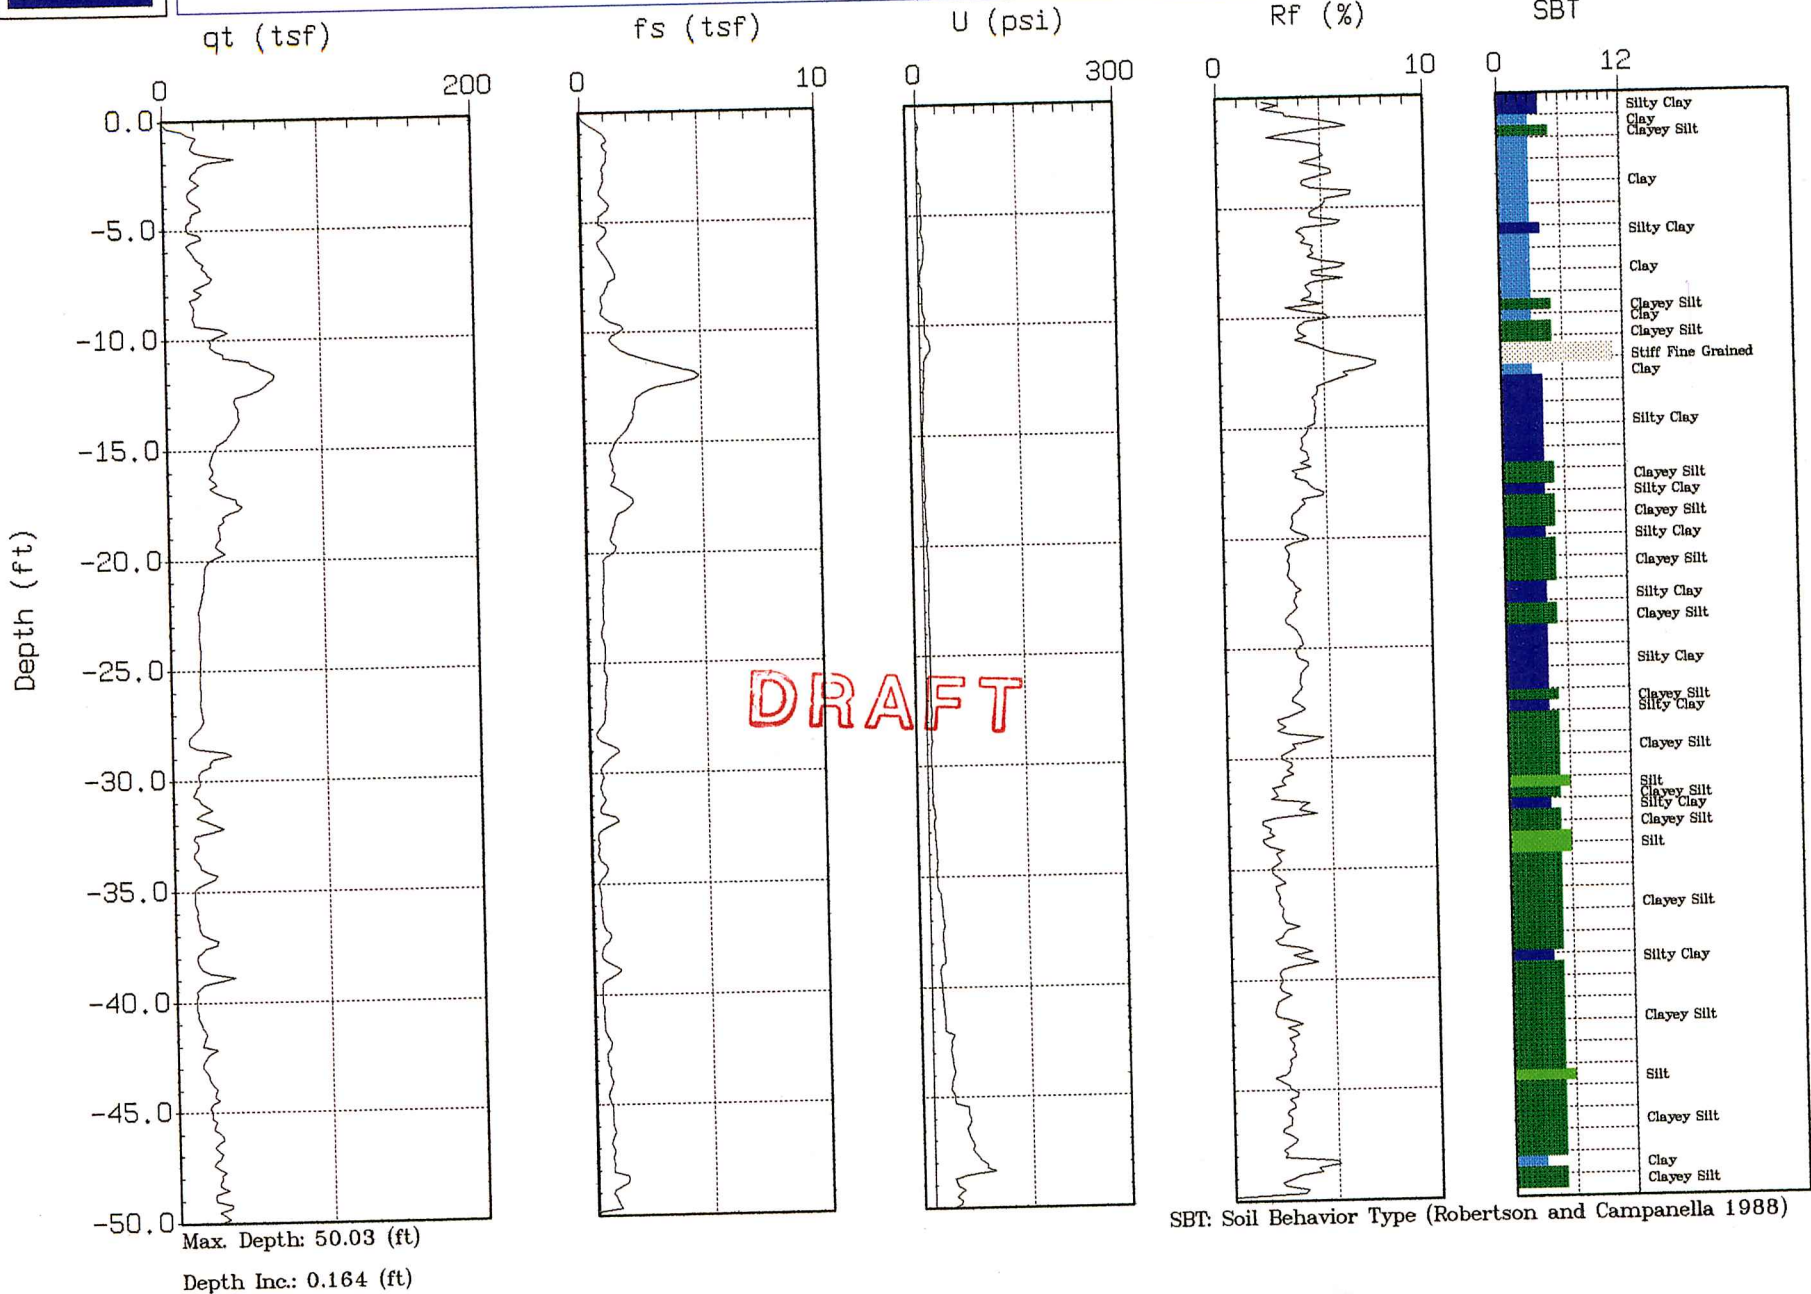 qt (tsf)
fs (tsf)
U (psi)
Rf (%)
SBT
0 200
0 10
0 300
0 10
0 12
Depth (ft)
0.0
-5.0
-10.0
-15.0
-20.0
-25.0
-30.0
-35.0
-40.0
-45.0
-50.0
Silty Clay
Clay
Clayey Silt
Clay
Silty Clay
Clay
Clayey Silt
Clay
Clayey Silt
Stiff Fine Grained
Clay
Silty Clay
Clayey Silt
Silty Clay
Clayey Silt
Silty Clay
Clayey Silt
Silty Clay
Clayey Silt
Silty Clay
Clayey Silt
Silty Clay
Clayey Silt
Silt
Clayey Silt
Silty Clay
Clayey Silt
Silt
Clayey Silt
Silty Clay
Clayey Silt
Silt
Clayey Silt
Clay
Clayey Silt
DRAFT
Max. Depth: 50.03 (ft)
Depth Inc.: 0.164 (ft)
SBT: Soil Behavior Type (Robertson and Campanella 1988)